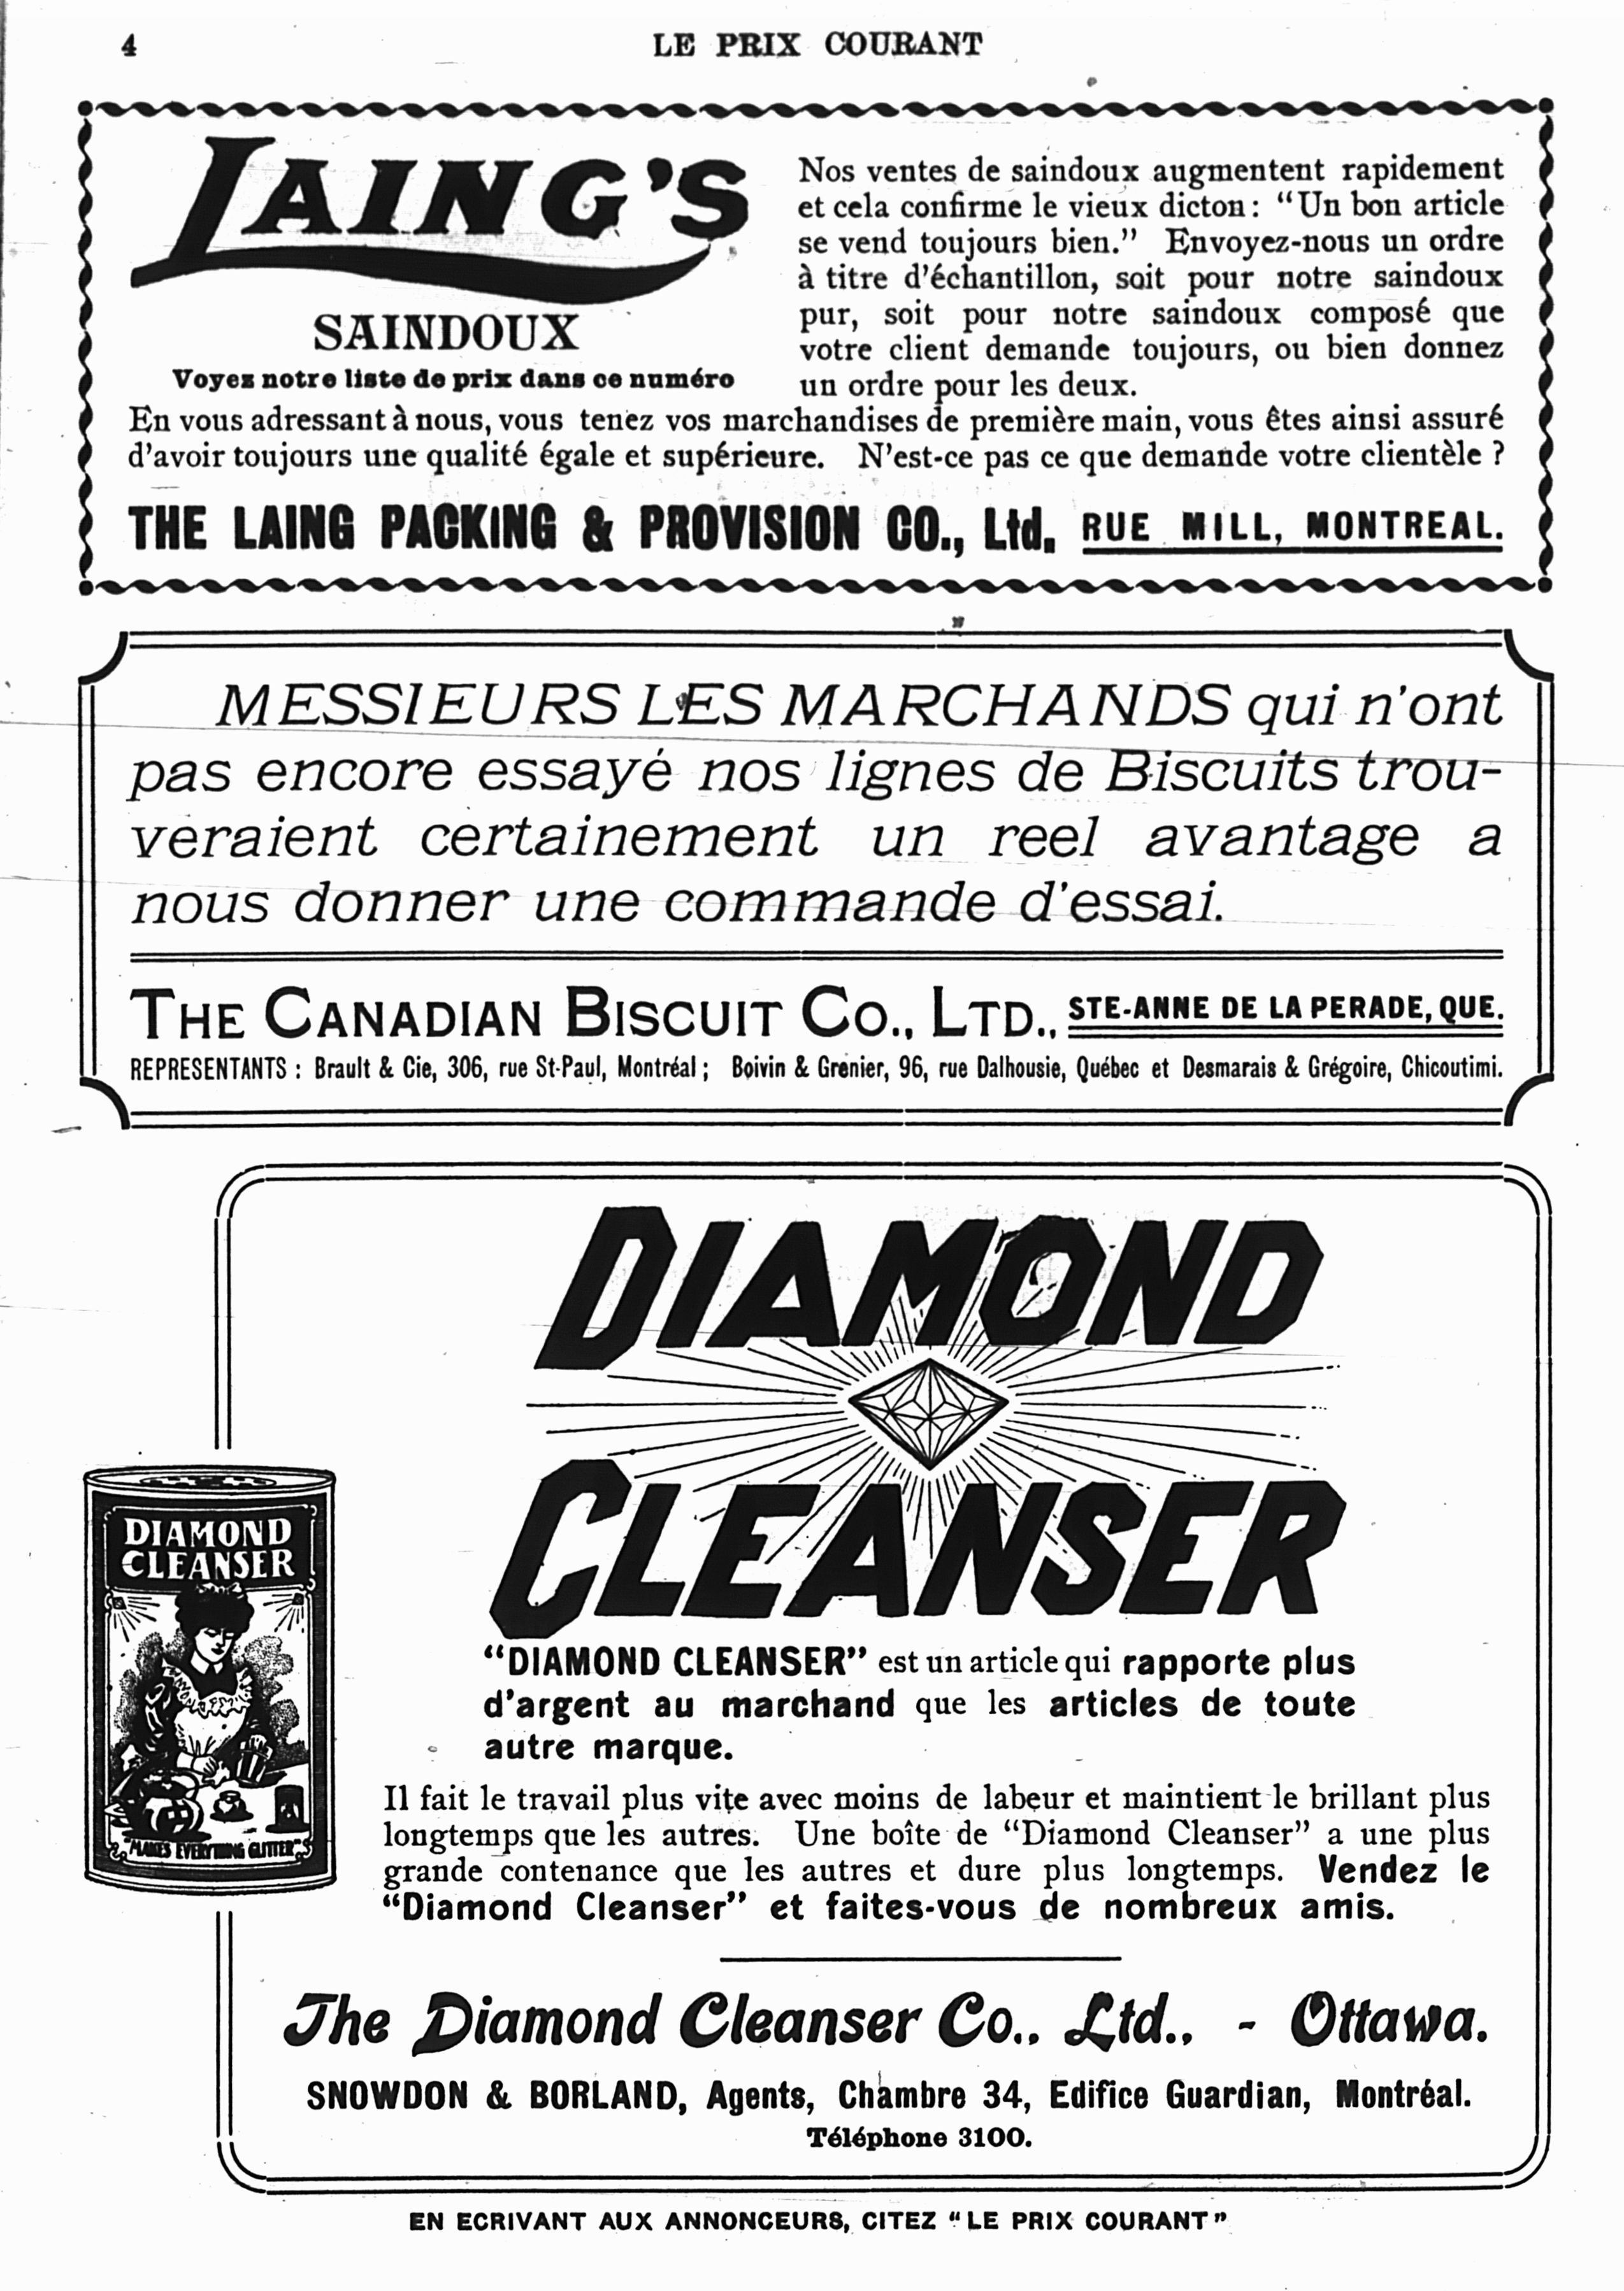 4
LE PRIX COURANT
LAING'S
SAINDOUX
Voyez notre liste de prix dans ce numéro
Nos ventes de saindoux augmentent rapidement
et cela confirme le vieux dicton: "Un bon article
se vend toujours bien." Envoyez-nous un ordre
à titre d'échantillon, soit pour notre saindoux
pur, soit pour notre saindoux composé que
votre client demande toujours, ou bien donnez
un ordre pour les deux.
En vous adressant à nous, vous tenez vos marchandises de première main, vous êtes ainsi assuré
d'avoir toujours une qualité égale et supérieure. N'est-ce pas ce que demande votre clientèle ?
THE LAING PACKING & PROVISION CO., Ltd. RUE MILL, MONTREAL.
MESSIEURS LES MARCHANDS qui n'ont
pas encore essayé nos lignes de Biscuits trou-
veraient certainement un reel avantage a
nous donner une commande d'essai.
THE CANADIAN BISCUIT CO., LTD., STE-ANNE DE LA PERADE, QUE.
REPRESENTANTS : Brault & Cie, 306, rue St-Paul, Montréal ; Boivin & Grenier, 96, rue Dalhousie, Québec et Desmarais & Grégoire, Chicoutimi.
DIAMOND
CLEANSER
DIAMOND
CLEANSER
"MAKES EVERYTHING GLITTER"
"DIAMOND CLEANSER" est un article qui rapporte plus
d'argent au marchand que les articles de toute
autre marque.
Il fait le travail plus vite avec moins de labeur et maintient le brillant plus
longtemps que les autres. Une boîte de "Diamond Cleanser" a une plus
grande contenance que les autres et dure plus longtemps. Vendez le
"Diamond Cleanser" et faites-vous de nombreux amis.
The Diamond Cleanser Co., Ltd., - Ottawa.
SNOWDON & BORLAND, Agents, Chambre 34, Edifice Guardian, Montréal.
Téléphone 3100.
EN ECRIVANT AUX ANNONCEURS, CITEZ "LE PRIX COURANT"